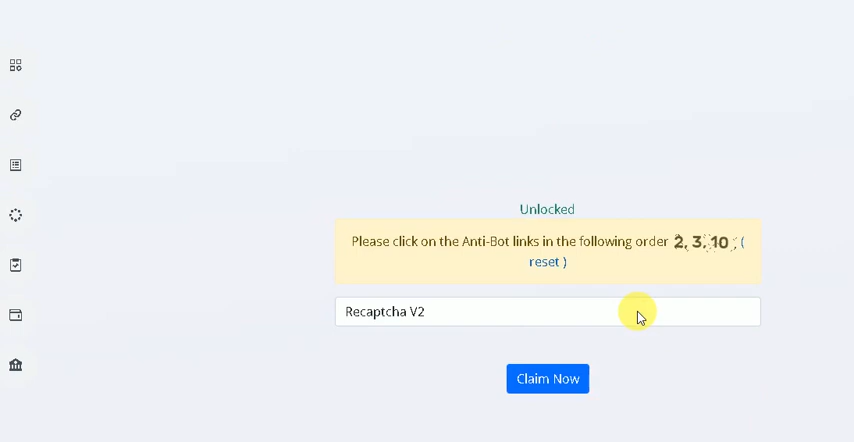 Unlocked
Please click on the Anti-Bot links in the following order 2, 3, 10 (
reset )
Recaptcha V2
Claim Now